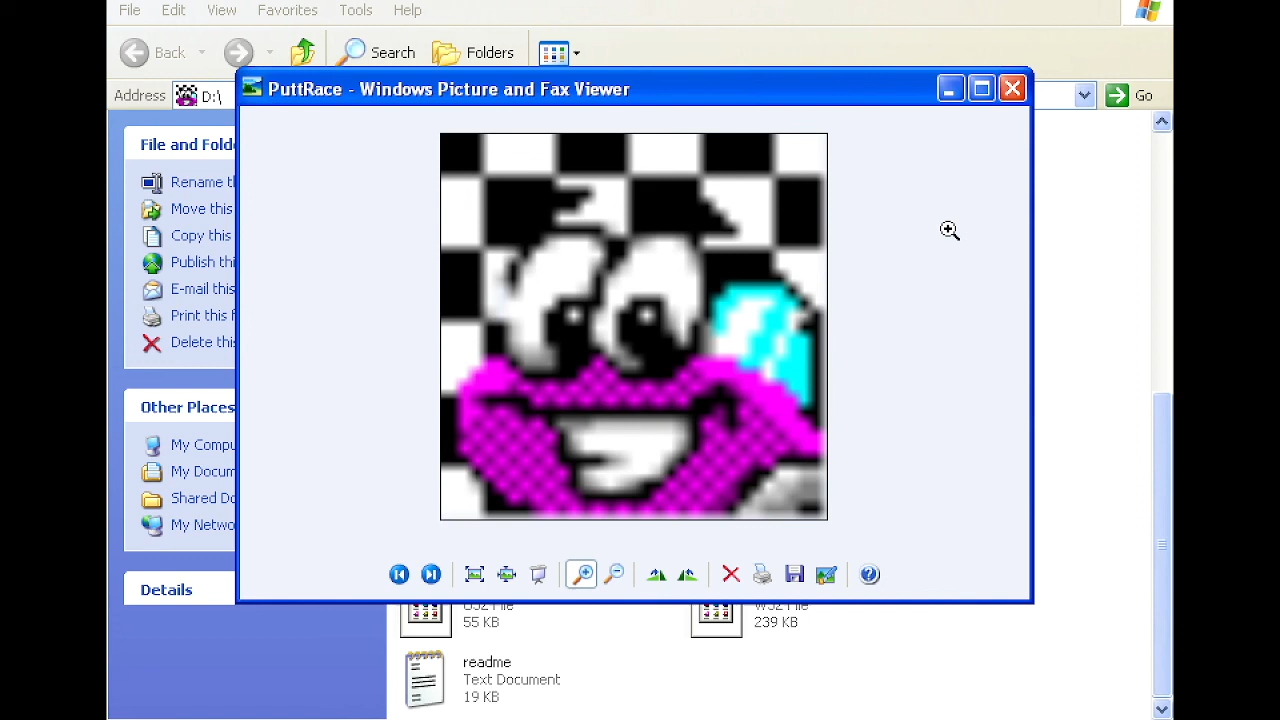 File Edit View Favorites Tools Help
Back Search Folders
Address D:\ Go
PuttRace - Windows Picture and Fax Viewer
File and Folde
Rename th
Move this
Copy this
Publish this
E-mail this
Print this f
Delete this
Other Places
My Compu
My Docum
Shared Do
My Netwo
Details
55 KB
239 KB
readme
Text Document
19 KB